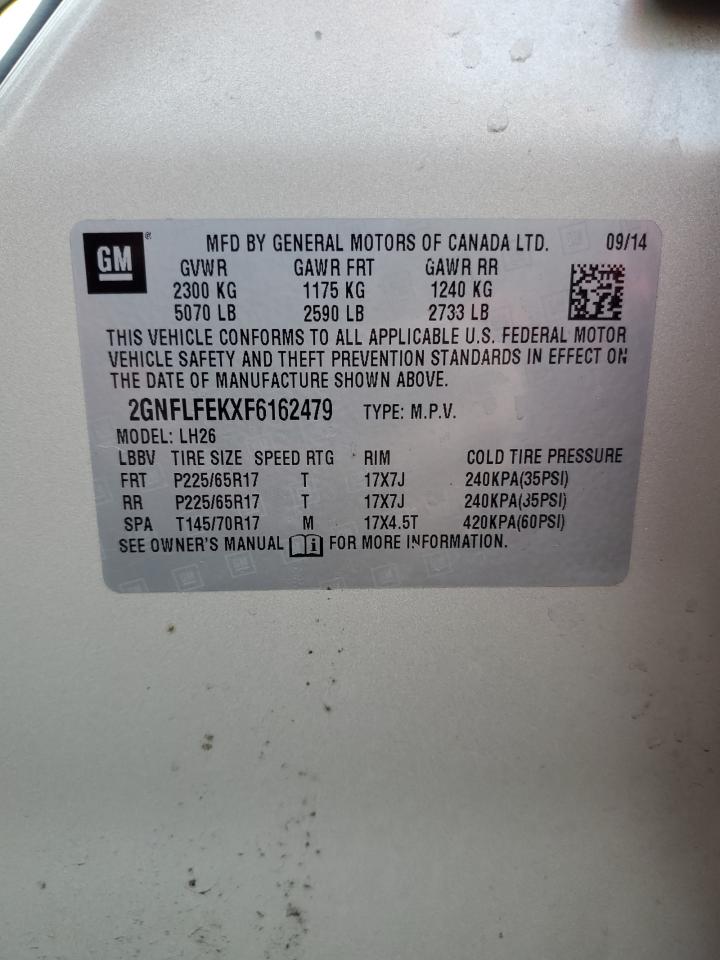 GM® MFD BY GENERAL MOTORS OF CANADA LTD. 09/14
GVWR GAWR FRT GAWR RR
2300 KG 1175 KG 1240 KG
5070 LB 2590 LB 2733 LB
THIS VEHICLE CONFORMS TO ALL APPLICABLE U.S. FEDERAL MOTOR
VEHICLE SAFETY AND THEFT PREVENTION STANDARDS IN EFFECT ON
THE DATE OF MANUFACTURE SHOWN ABOVE.
2GNFLFEKXF6162479 TYPE: M.P.V.
MODEL: LH26
LBBV TIRE SIZE SPEED RTG RIM COLD TIRE PRESSURE
FRT P225/65R17 T 17X7J 240KPA(35PSI)
RR P225/65R17 T 17X7J 240KPA(35PSI)
SPA T145/70R17 M 17X4.5T 420KPA(60PSI)
SEE OWNER'S MANUAL FOR MORE INFORMATION.